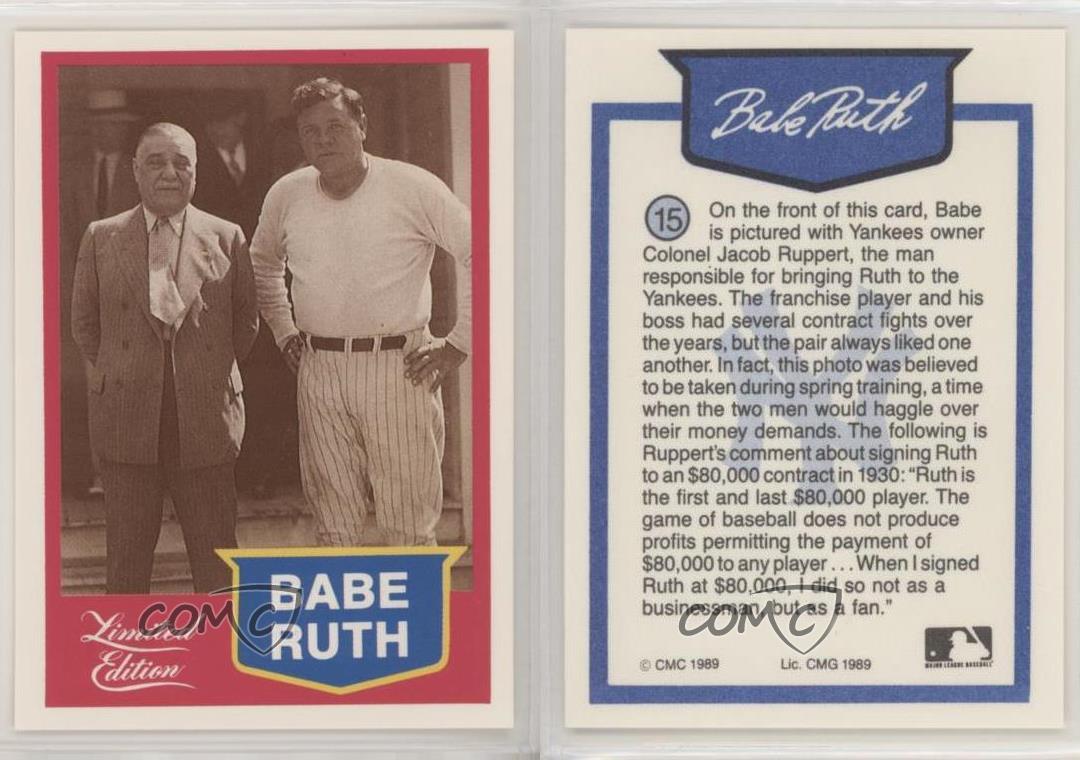 BABE
RUTH
Limited
Edition
COMC
Babe Ruth
15
On the front of this card, Babe
is pictured with Yankees owner
Colonel Jacob Ruppert, the man
responsible for bringing Ruth to the
Yankees. The franchise player and his
boss had several contract fights over
the years, but the pair always liked one
another. In fact, this photo was believed
to be taken during spring training, a time
when the two men would haggle over
their money demands. The following is
Ruppert's comment about signing Ruth
to an $80,000 contract in 1930: "Ruth is
the first and last $80,000 player. The
game of baseball does not produce
profits permitting the payment of
$80,000 to any player...When I signed
Ruth at $80,000, I did so not as a
businessman, but as a fan."
COMC
© CMC 1989 Lic. CMG 1989
MAJOR LEAGUE BASEBALL
NY